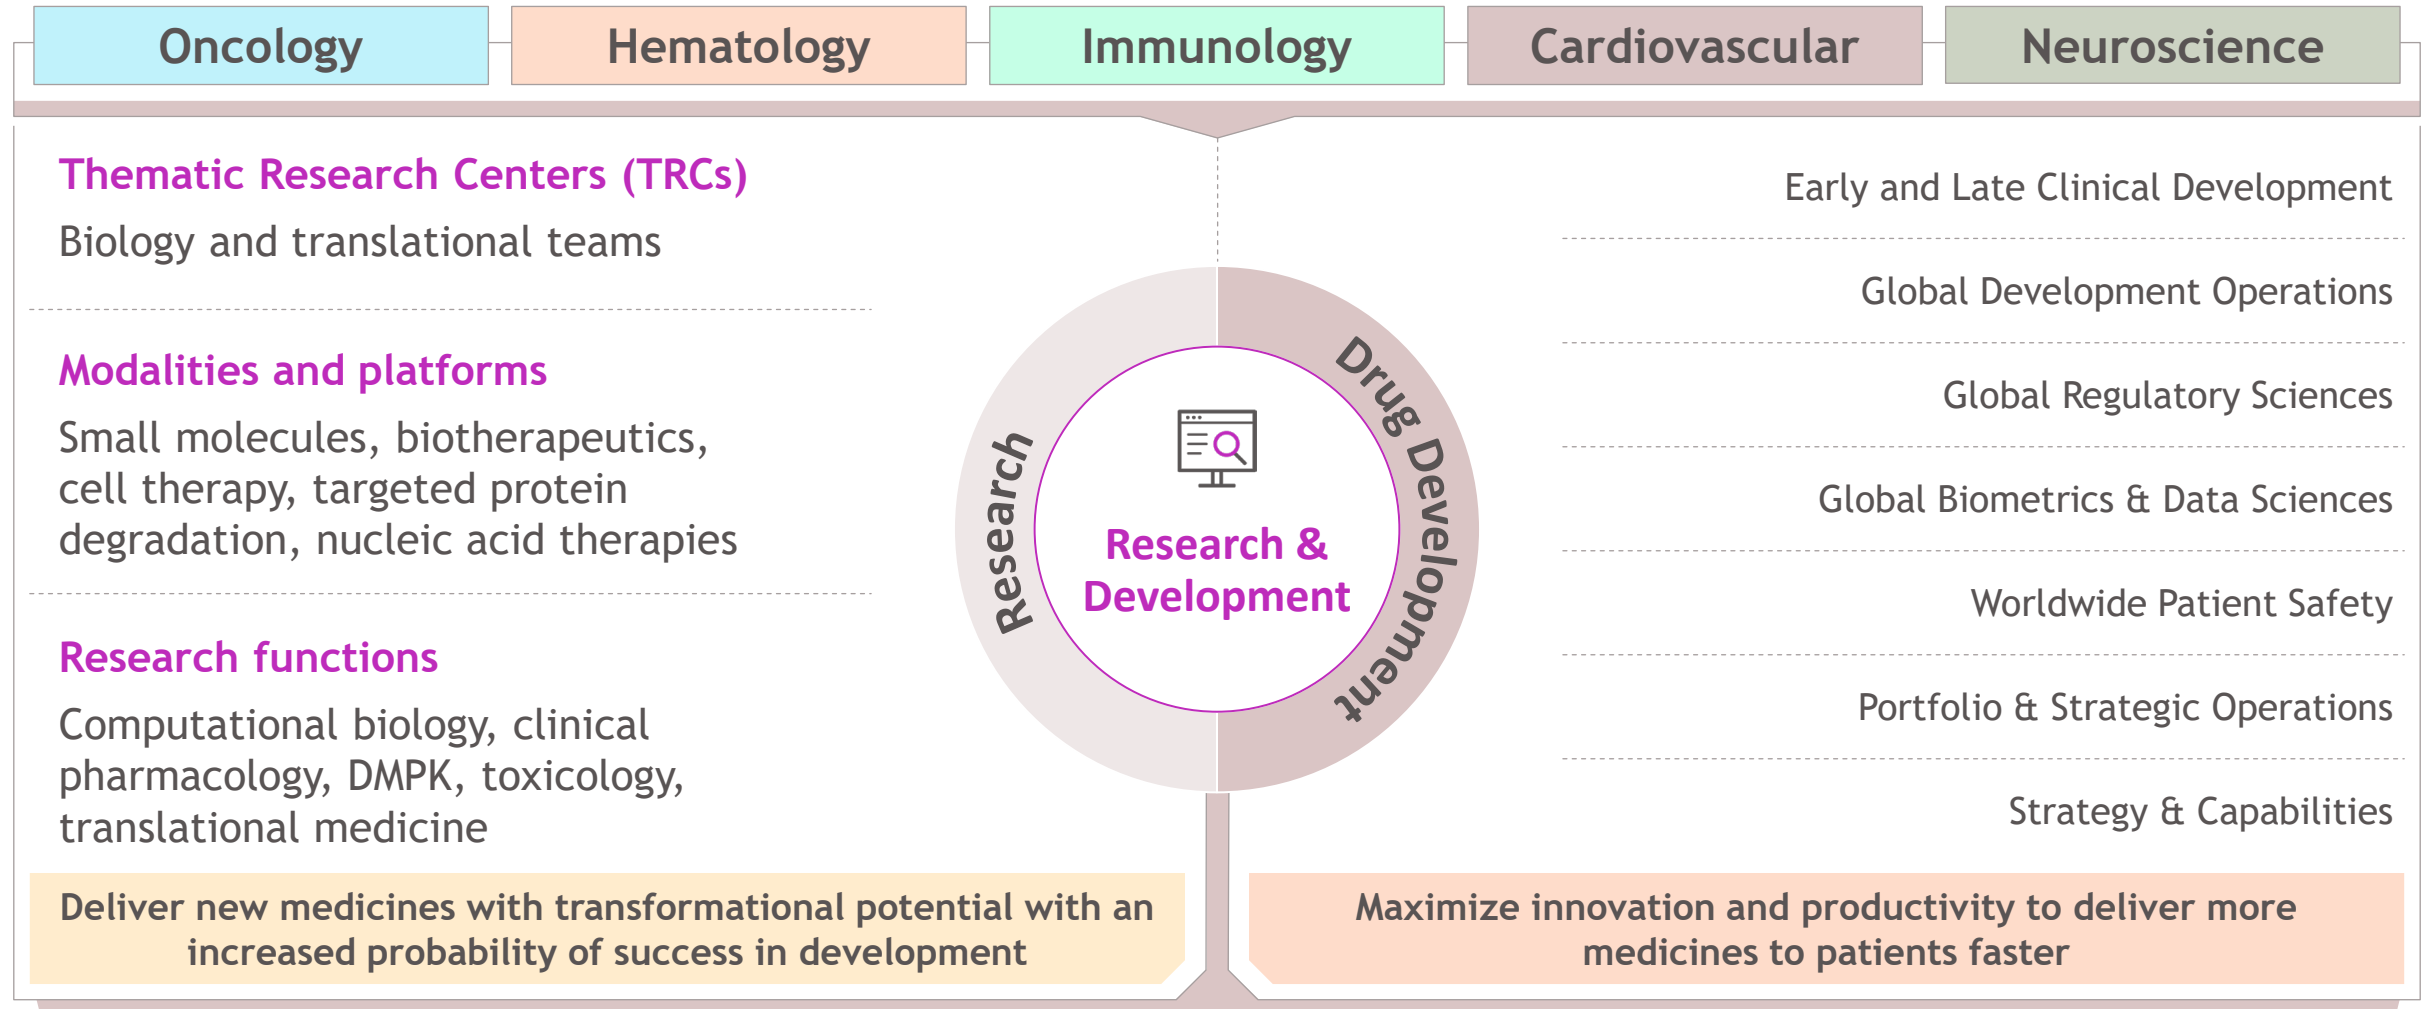 Oncology
Hematology
Immunology
Cardiovascular
Neuroscience
Thematic Research Centers (TRCs)
Biology and translational teams
Modalities and platforms
Small molecules, biotherapeutics,
cell therapy, targeted protein
degradation, nucleic acid therapies
Research functions
Computational biology, clinical
pharmacology, DMPK, toxicology,
translational medicine
Deliver new medicines with transformational potential with an
increased probability of success in development
Research
Research &
Development
Drug Development
Early and Late Clinical Development
Global Development Operations
Global Regulatory Sciences
Global Biometrics & Data Sciences
Worldwide Patient Safety
Portfolio & Strategic Operations
Strategy & Capabilities
Maximize innovation and productivity to deliver more
medicines to patients faster